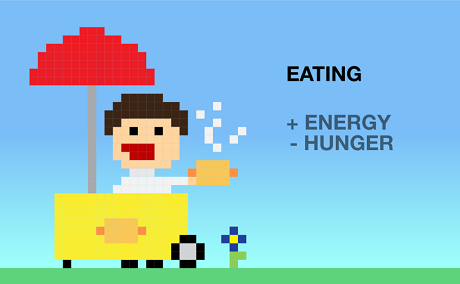 EATING
+ ENERGY
- HUNGER